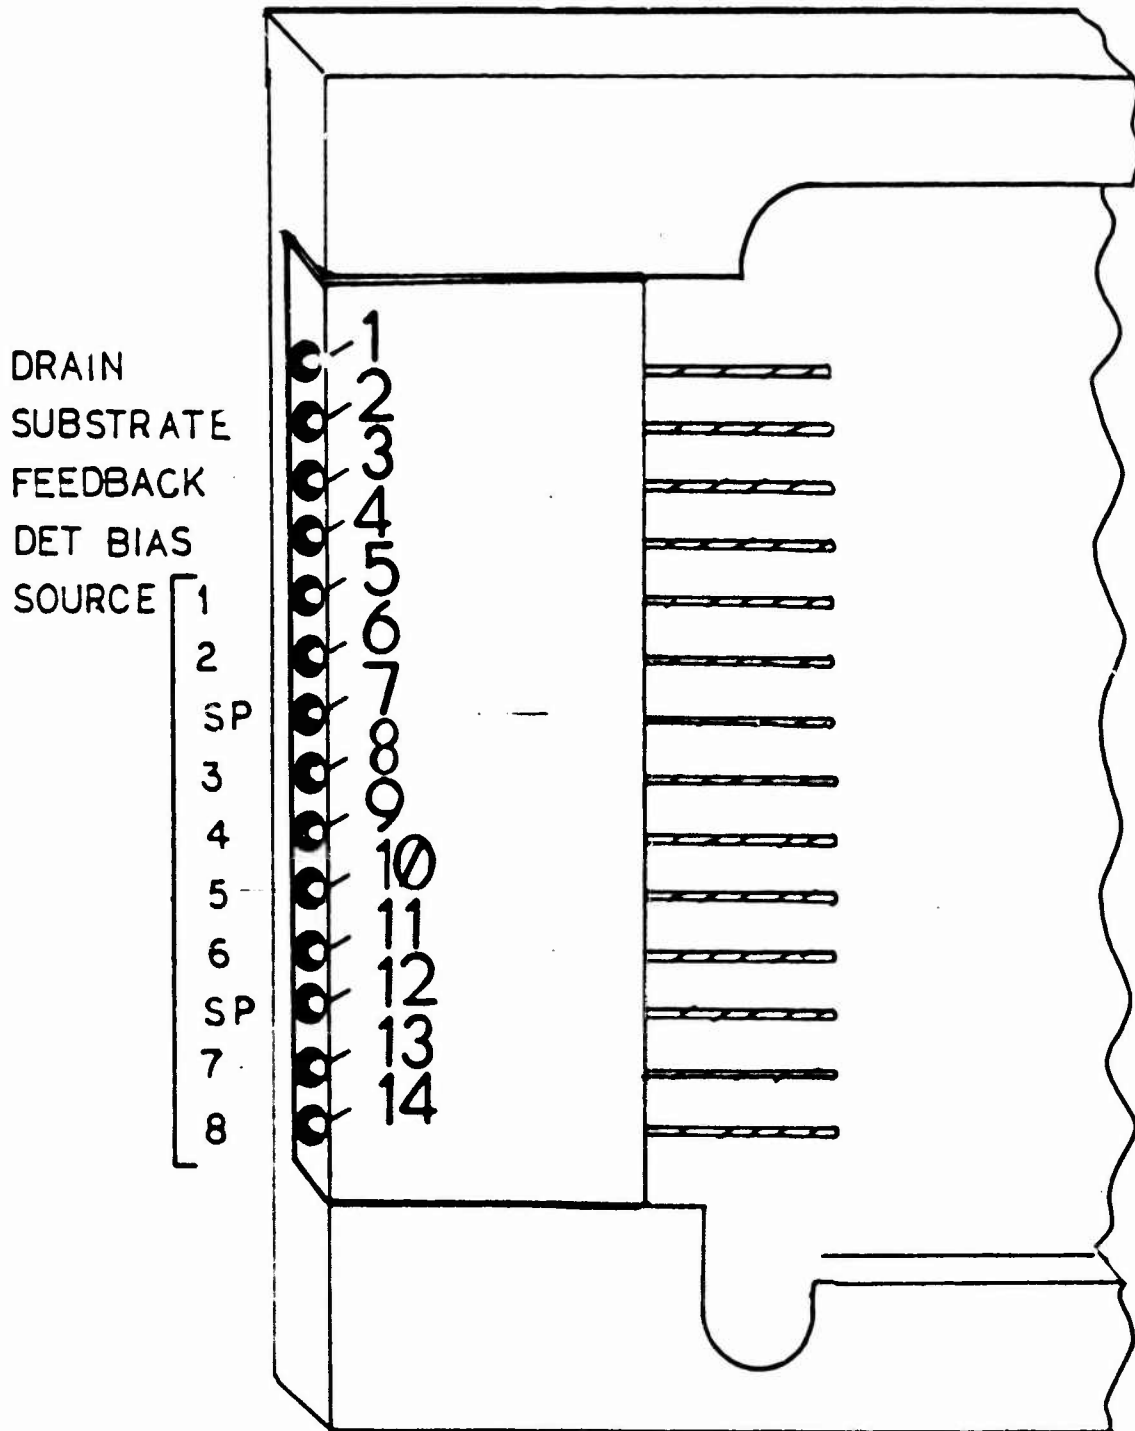 DRAIN 1
SUBSTRATE 2
FEEDBACK 3
DET BIAS 4
SOURCE 1 5
2 6
SP 7
3 8
4 9
5 10
6 11
SP 12
7 13
8 14